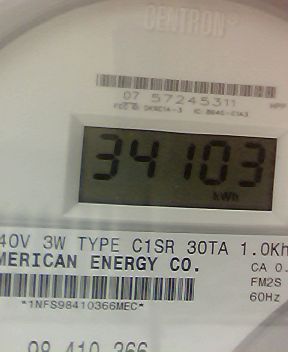 CENTRON®
07 57245311
HPP
34103
kWh
40V 3W TYPE C1SR 30TA 1.0Kh
MERICAN ENERGY CO.
CA 0.
FM2S
60Hz
*1NFS98410366MEC*
98 410 366